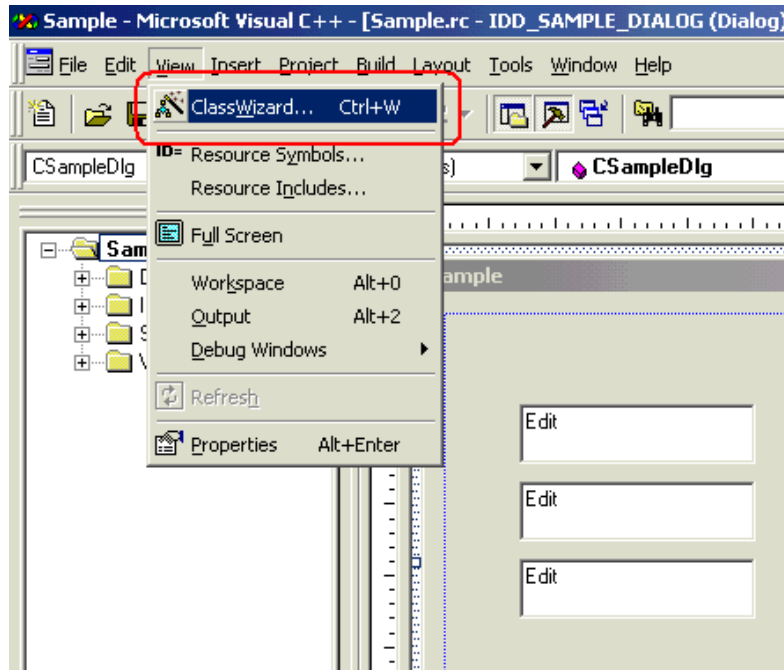 Sample - Microsoft Visual C++ - [Sample.rc - IDD_SAMPLE_DIALOG (Dialog)
File Edit View Insert Project Build Layout Tools Window Help
ClassWizard... Ctrl+W
CSampleDlg s) CSampleDlg
ID= Resource Symbols...
Resource Includes...
Full Screen
Sam
Workspace Alt+0
ample
Output Alt+2
Debug Windows
Refresh
Edit
Properties Alt+Enter
Edit
Edit